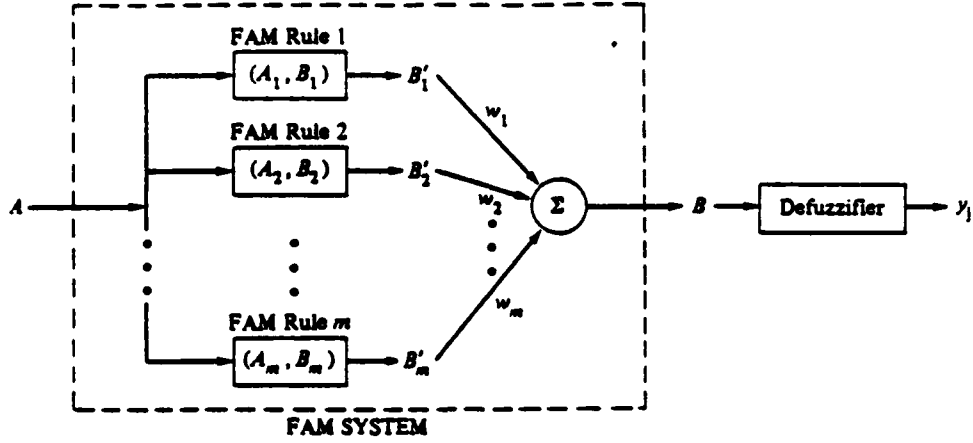 FAM Rule 1
(A₁, B₁)
B′₁
w₁
FAM Rule 2
(A₂, B₂)
B′₂
w₂
A
Σ
B
Defuzzifier
yⱼ
FAM Rule m
(Aₘ, Bₘ)
B′ₘ
wₘ
FAM SYSTEM